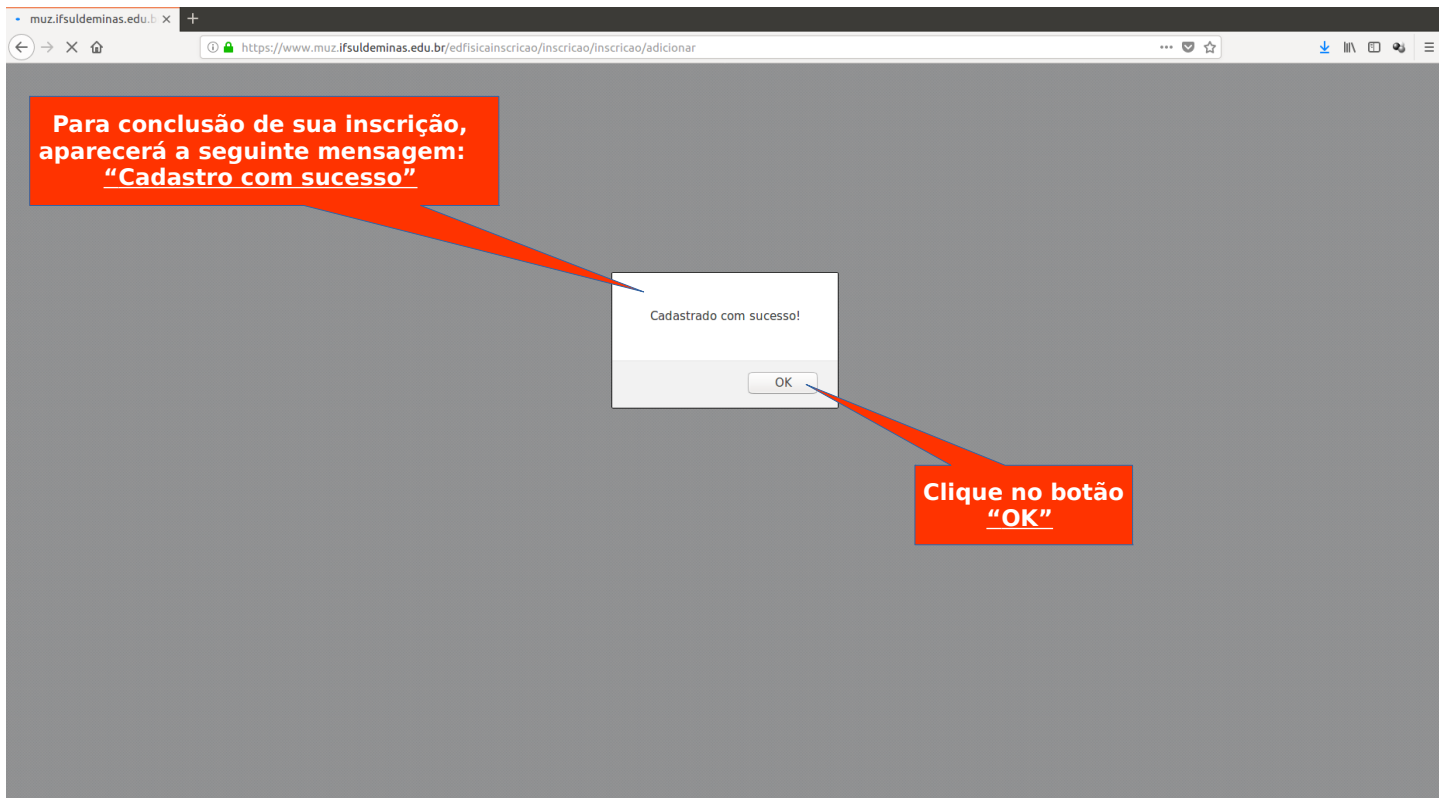 muz.ifsuldeminas.edu.b
https://www.muz.ifsuldeminas.edu.br/edfisicainscricao/inscricao/inscricao/adicionar
Para conclusão de sua inscrição,
aparecerá a seguinte mensagem:
“Cadastro com sucesso”
Cadastrado com sucesso!
OK
Clique no botão
“OK”